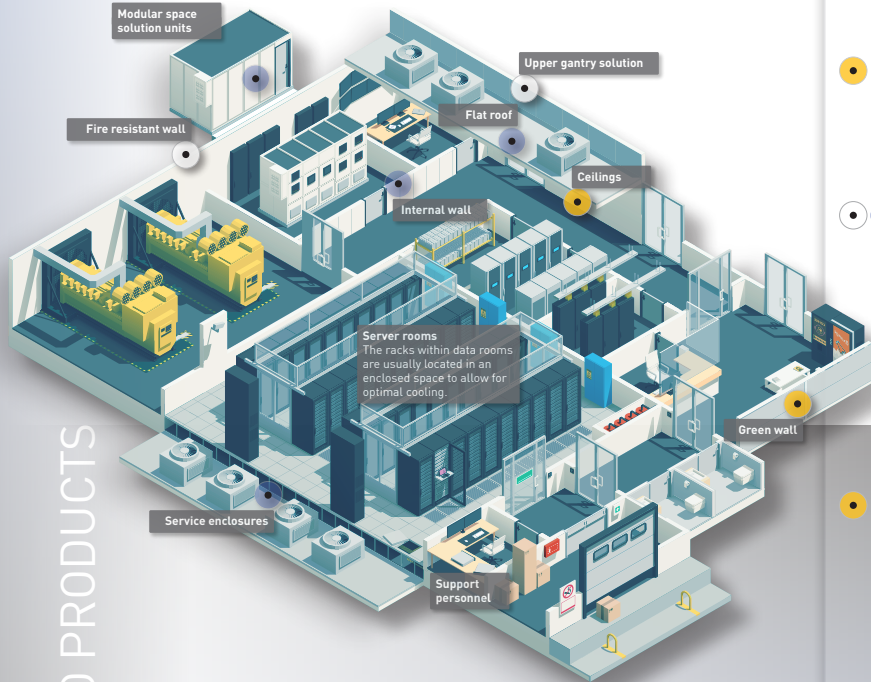 Modular space
solution units
Upper gantry solution
Fire resistant wall
Flat roof
Ceilings
Internal wall
Server rooms
The racks within data rooms
are usually located in an
enclosed space to allow for
optimal cooling.
Green wall
Service enclosures
Support
personnel
PRODUCTS